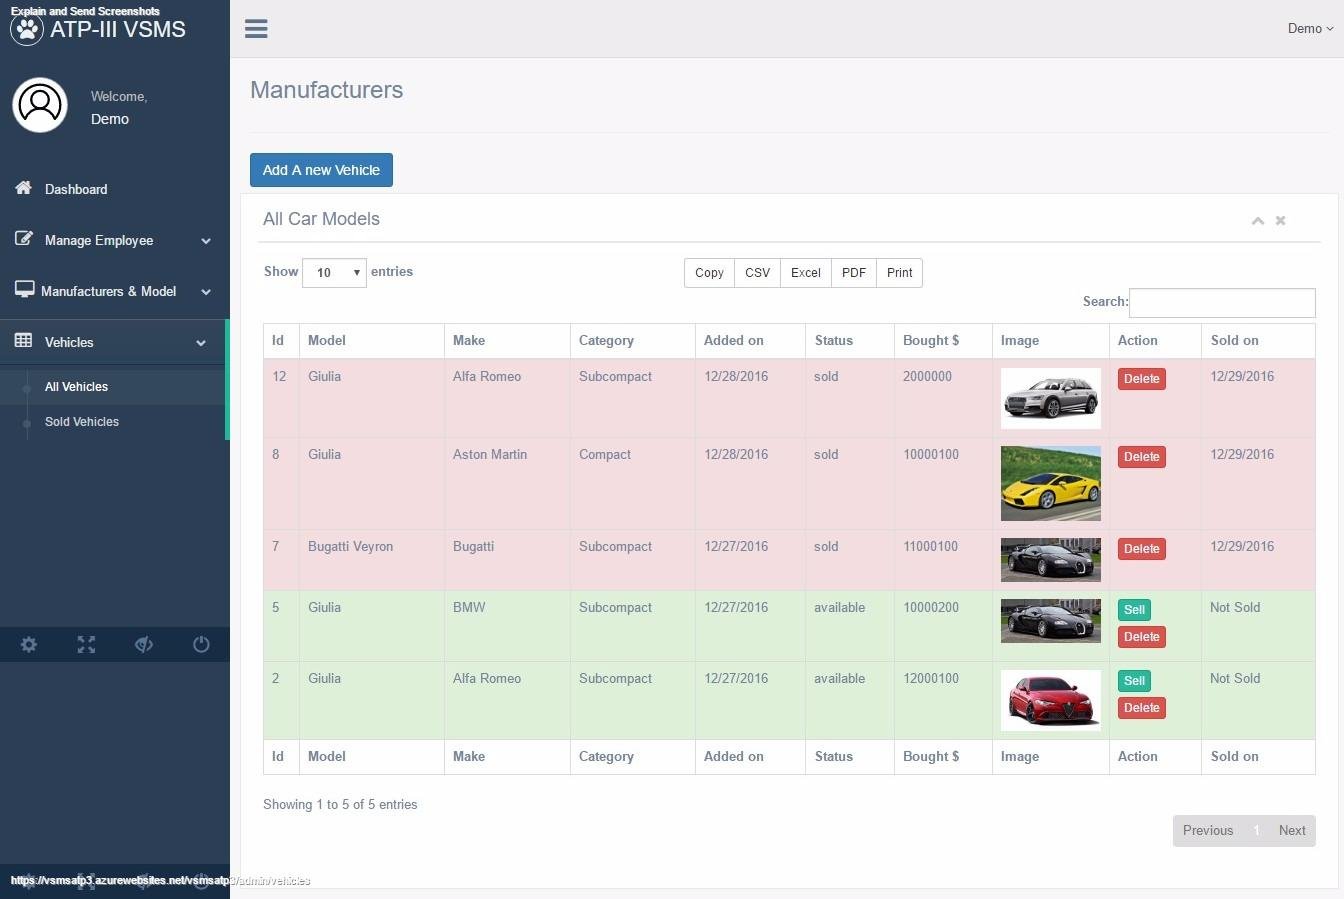 Explain and Send Screenshots
ATP-III VSMS
Demo
Welcome,
Demo
Dashboard
Manage Employee
Manufacturers & Model
Vehicles
All Vehicles
Sold Vehicles
Manufacturers
Add A new Vehicle
All Car Models
Show 10 entries
Copy CSV Excel PDF Print
Search:
Id Model Make Category Added on Status Bought $ Image Action Sold on
12 Giulia Alfa Romeo Subcompact 12/28/2016 sold 2000000 Delete 12/29/2016
8 Giulia Aston Martin Compact 12/28/2016 sold 10000100 Delete 12/29/2016
7 Bugatti Veyron Bugatti Subcompact 12/27/2016 sold 11000100 Delete 12/29/2016
5 Giulia BMW Subcompact 12/27/2016 available 10000200 Sell Not Sold
Delete
2 Giulia Alfa Romeo Subcompact 12/27/2016 available 12000100 Sell Not Sold
Delete
Id Model Make Category Added on Status Bought $ Image Action Sold on
Showing 1 to 5 of 5 entries
Previous 1 Next
https://vsmsatp3.azurewebsites.net/vsmsatp3/admin/vehicles